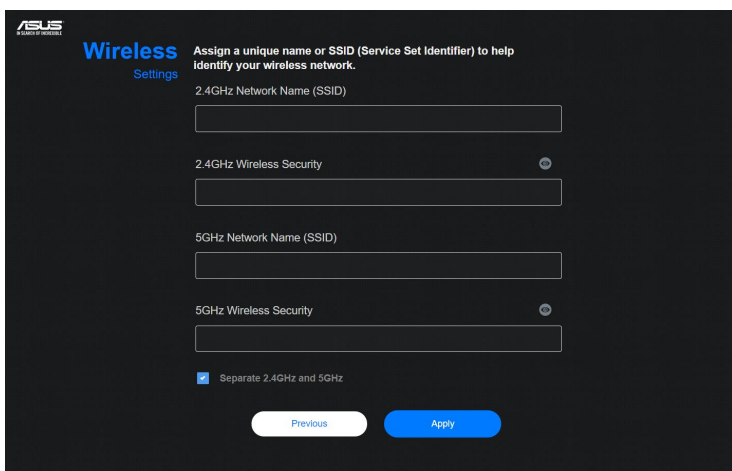 ASUS
IN SEARCH OF INCREDIBLE
Wireless
Settings
Assign a unique name or SSID (Service Set Identifier) to help
identify your wireless network.
2.4GHz Network Name (SSID)
2.4GHz Wireless Security
5GHz Network Name (SSID)
5GHz Wireless Security
Separate 2.4GHz and 5GHz
Previous
Apply